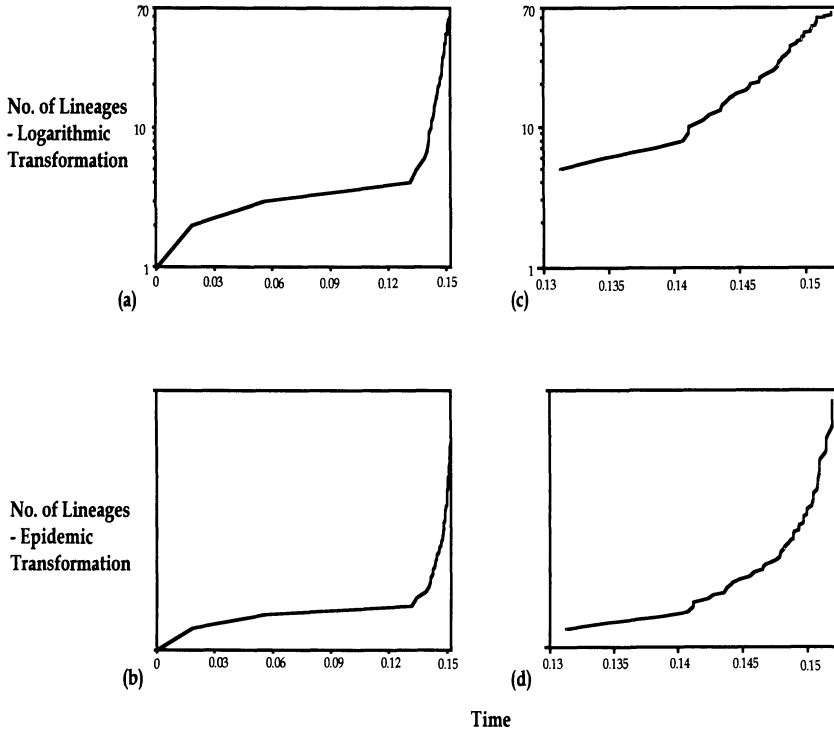 70
No. of Lineages
- Logarithmic
Transformation
10
1
0 0.03 0.06 0.09 0.12 0.15
(a)
70
10
1
0.13 0.135 0.14 0.145 0.15
(c)
No. of Lineages
- Epidemic
Transformation
0 0.03 0.06 0.09 0.12 0.15
(b)
0.13 0.135 0.14 0.145 0.15
(d)
Time